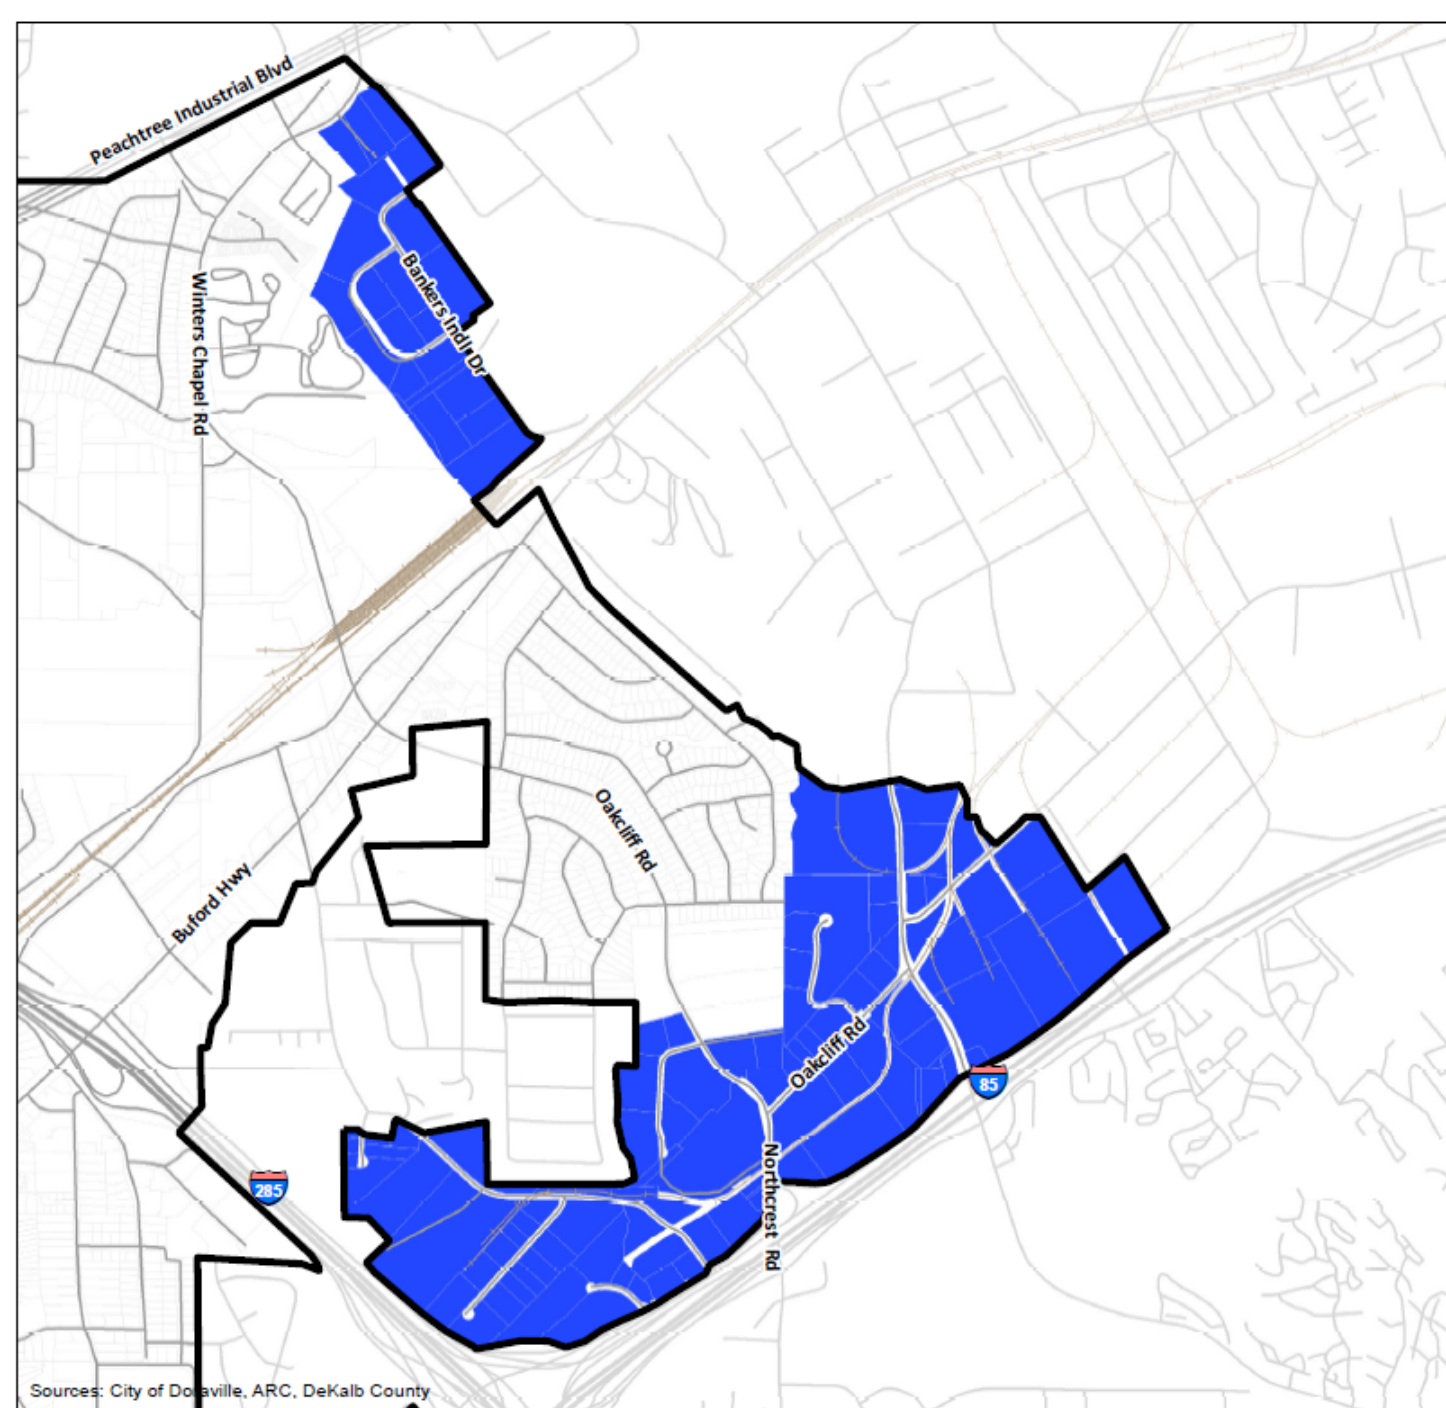 Peachtree Industrial Blvd
Bankers Indl Dr
Winters Chapel Rd
Oakcliff Rd
Buford Hwy
Oakcliff Rd
85
Northcrest Rd
285
Sources: City of Doraville, ARC, DeKalb County